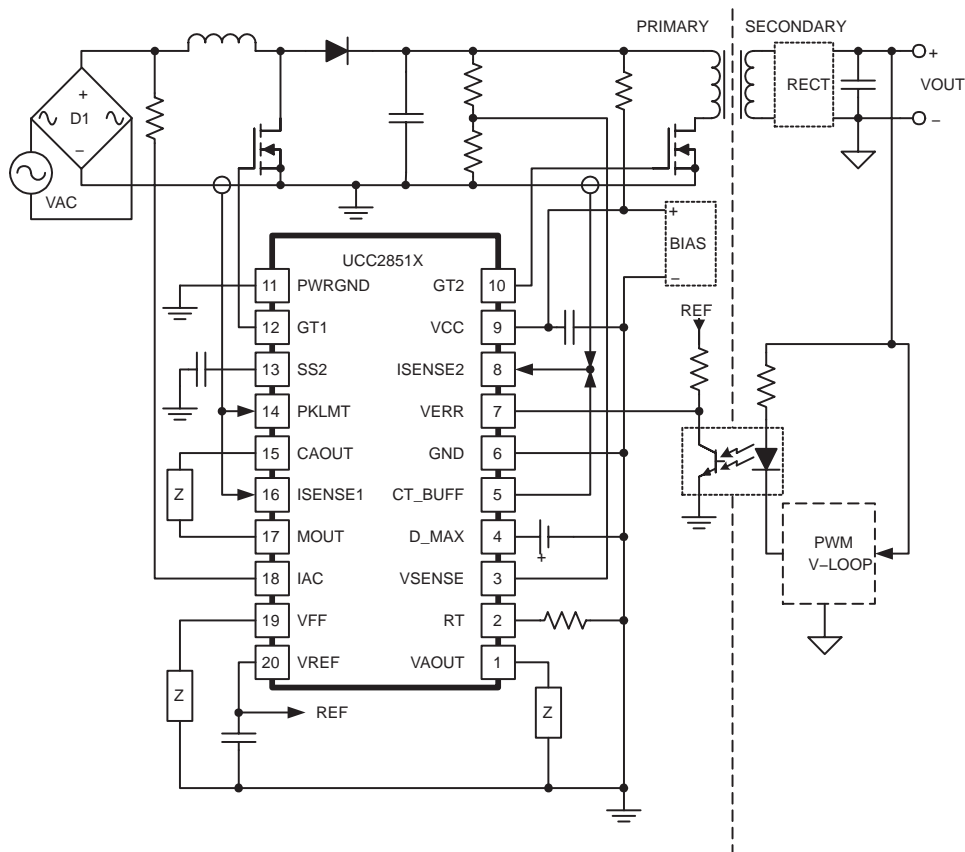 PRIMARY
SECONDARY
+
D1
−
VAC
RECT
+
VOUT
−
+
BIAS
−
UCC2851X
11 PWRGND
GT2 10
12 GT1
VCC 9
13 SS2
ISENSE2 8
14 PKLMT
VERR 7
15 CAOUT
GND 6
16 ISENSE1
CT_BUFF 5
17 MOUT
D_MAX 4
+
18 IAC
VSENSE 3
19 VFF
RT 2
20 VREF
VAOUT 1
REF
Z
PWM
V−LOOP
Z
REF
Z